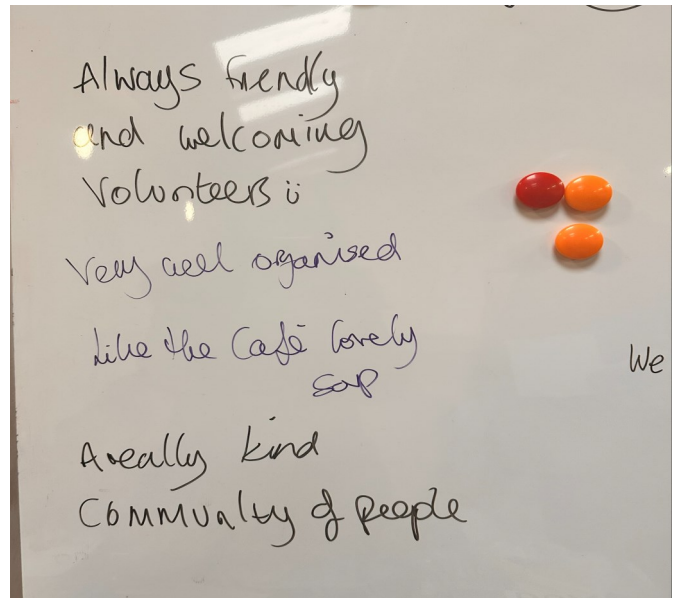 Always friendly
and welcoming
Volunteers ü
Very well organised
Like the Café lovely
soup
A really kind
Community of people
We